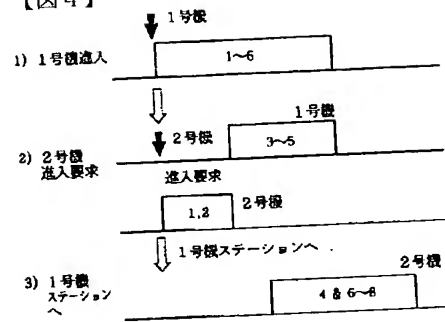 【図4】
1号機
1)1号機進入
1~6
1号機
2号機
3~5
2)2号機
進入要求
進入要求
1,2
2号機
1号機ステーションへ
2号機
3)1号機
ステーション
へ
4&6~8